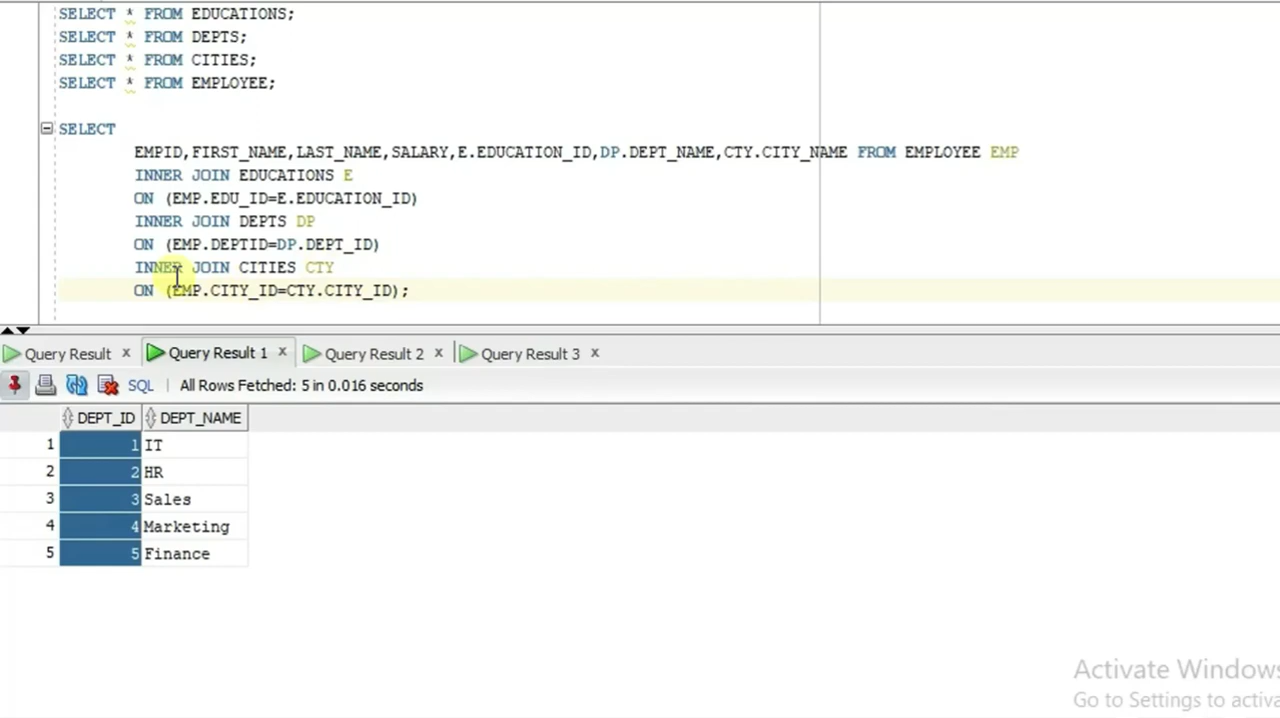 SELECT * FROM EDUCATIONS;
SELECT * FROM DEPTS;
SELECT * FROM CITIES;
SELECT * FROM EMPLOYEE;
SELECT
EMPID,FIRST_NAME,LAST_NAME,SALARY,E.EDUCATION_ID,DP.DEPT_NAME,CTY.CITY_NAME FROM EMPLOYEE EMP
INNER JOIN EDUCATIONS E
ON (EMP.EDU_ID=E.EDUCATION_ID)
INNER JOIN DEPTS DP
ON (EMP.DEPTID=DP.DEPT_ID)
INNER JOIN CITIES CTY
ON (EMP.CITY_ID=CTY.CITY_ID);
Query Result x Query Result 1 x Query Result 2 x Query Result 3 x
SQL | All Rows Fetched: 5 in 0.016 seconds
DEPT_ID DEPT_NAME
1 1 IT
2 2 HR
3 3 Sales
4 4 Marketing
5 5 Finance
Activate Windows
Go to Settings to activa